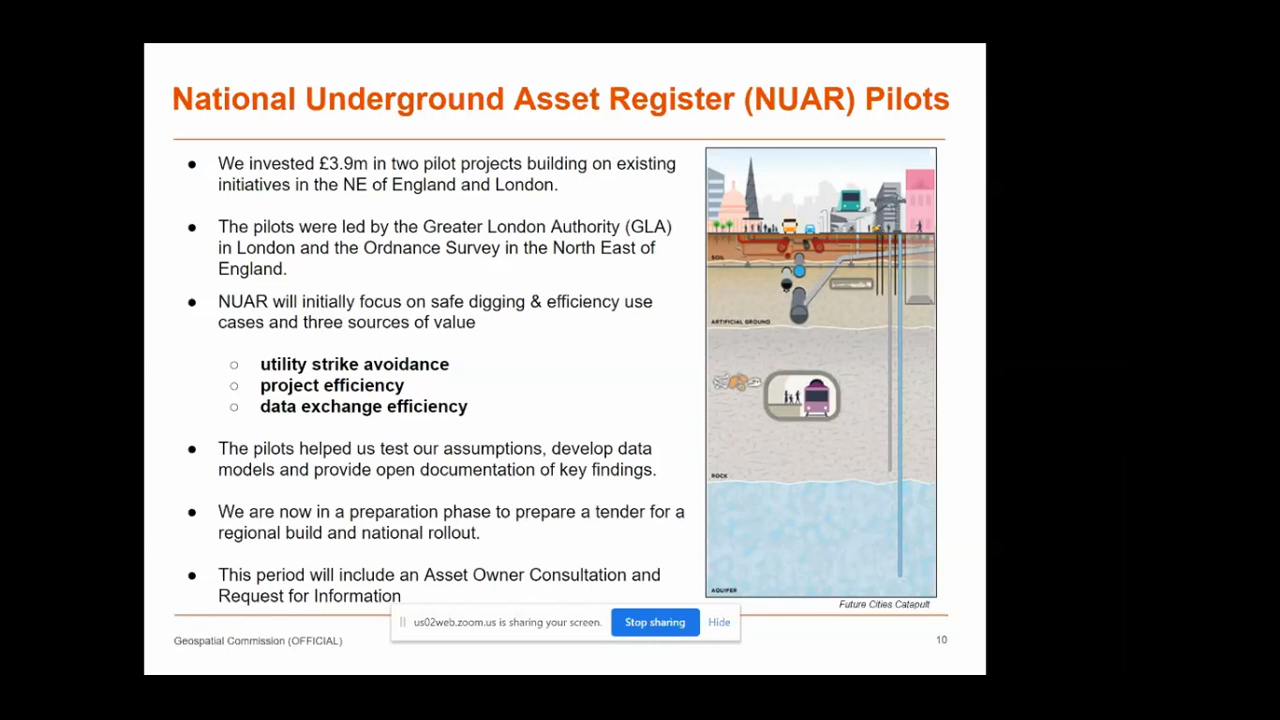 National Underground Asset Register (NUAR) Pilots
● We invested £3.9m in two pilot projects building on existing
initiatives in the NE of England and London.
● The pilots were led by the Greater London Authority (GLA)
in London and the Ordnance Survey in the North East of
England.
● NUAR will initially focus on safe digging & efficiency use
cases and three sources of value
○ utility strike avoidance
○ project efficiency
○ data exchange efficiency
● The pilots helped us test our assumptions, develop data
models and provide open documentation of key findings.
● We are now in a preparation phase to prepare a tender for a
regional build and national rollout.
● This period will include an Asset Owner Consultation and
Request for Information
SOIL
ARTIFICIAL GROUND
ROCK
AQUIFER
Future Cities Catapult
us02web.zoom.us is sharing your screen.
Stop sharing
Hide
Geospatial Commission (OFFICIAL)
10